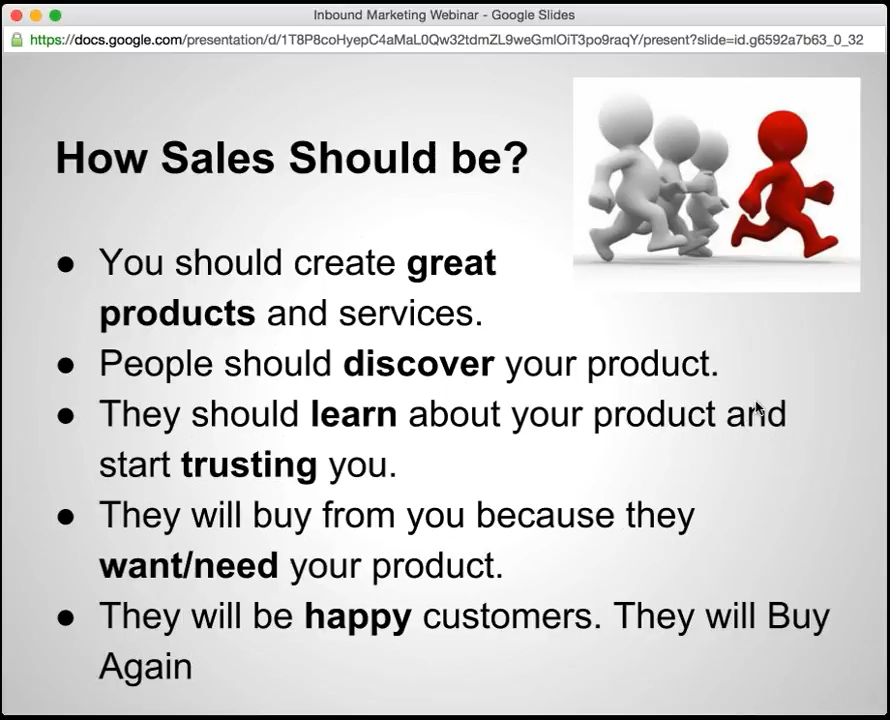 Inbound Marketing Webinar - Google Slides
https://docs.google.com/presentation/d/1T8P8coHyepC4aMaL0Qw32tdmZL9weGmlOiT3po9raqY/present?slide=id.g6592a7b63_0_32
How Sales Should be?
● You should create great
products and services.
● People should discover your product.
● They should learn about your product and
start trusting you.
● They will buy from you because they
want/need your product.
● They will be happy customers. They will Buy
Again